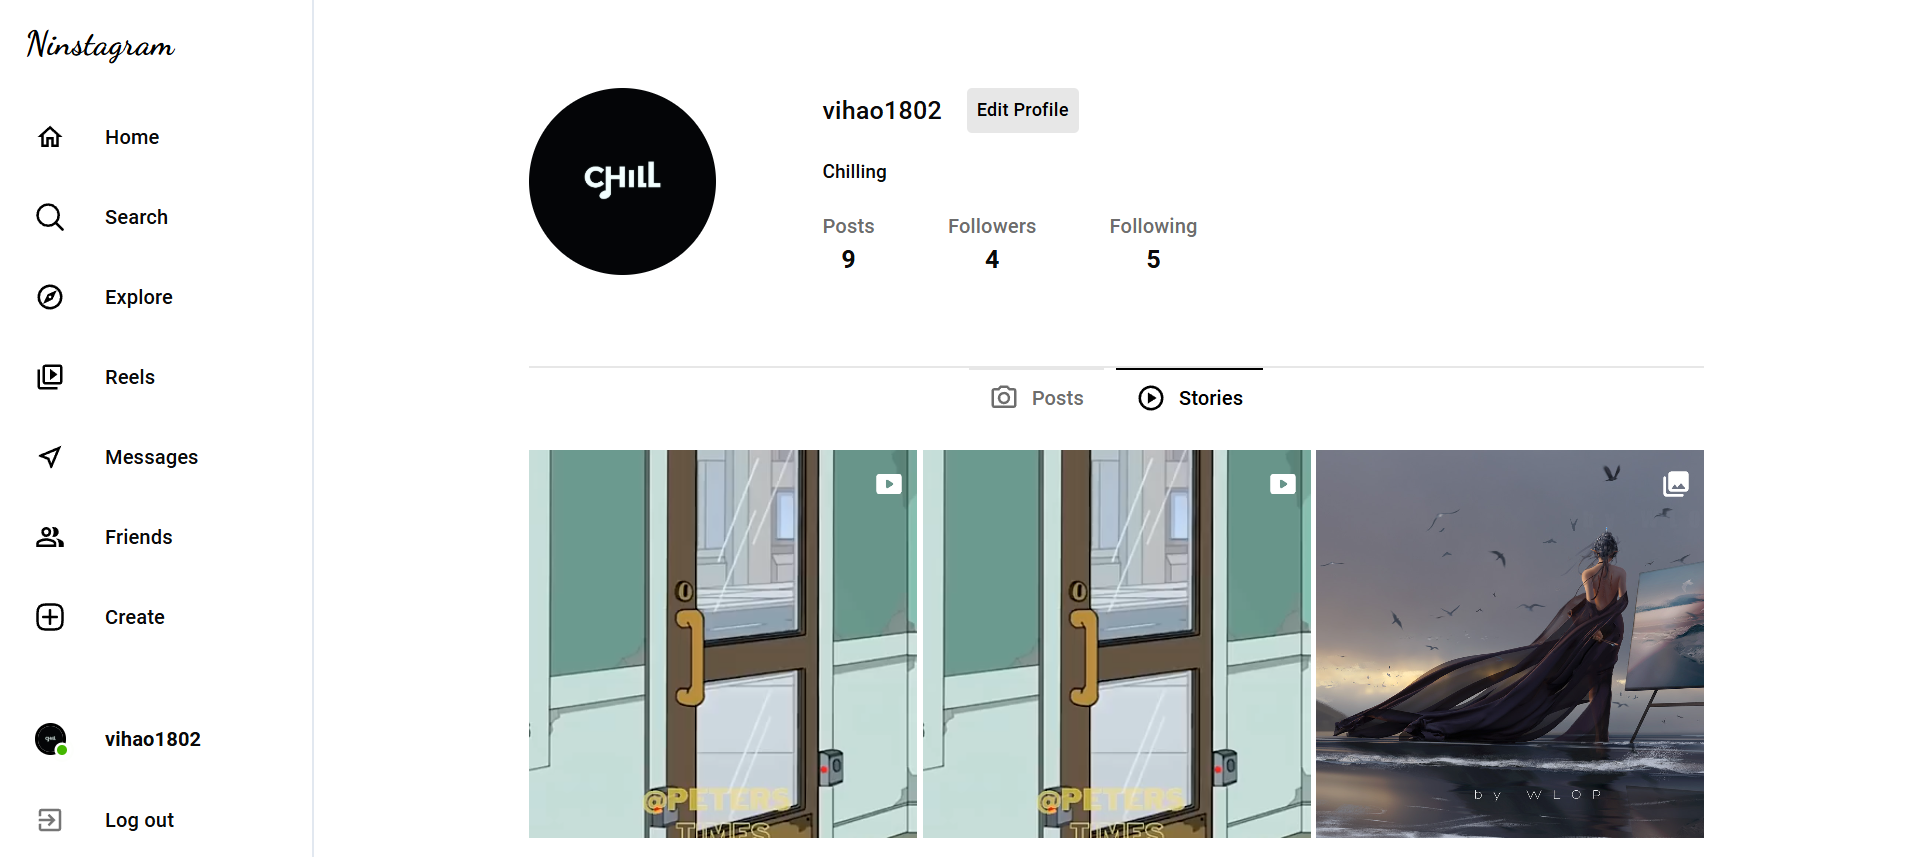 Ninstagram
Home
Search
Explore
Reels
Messages
Friends
Create
vihao1802
Log out
CHiLL
vihao1802 Edit Profile
Chilling
Posts Followers Following
9 4 5
Posts Stories
@PETERS
TIMES
@PETERS
TIMES
by WLOP